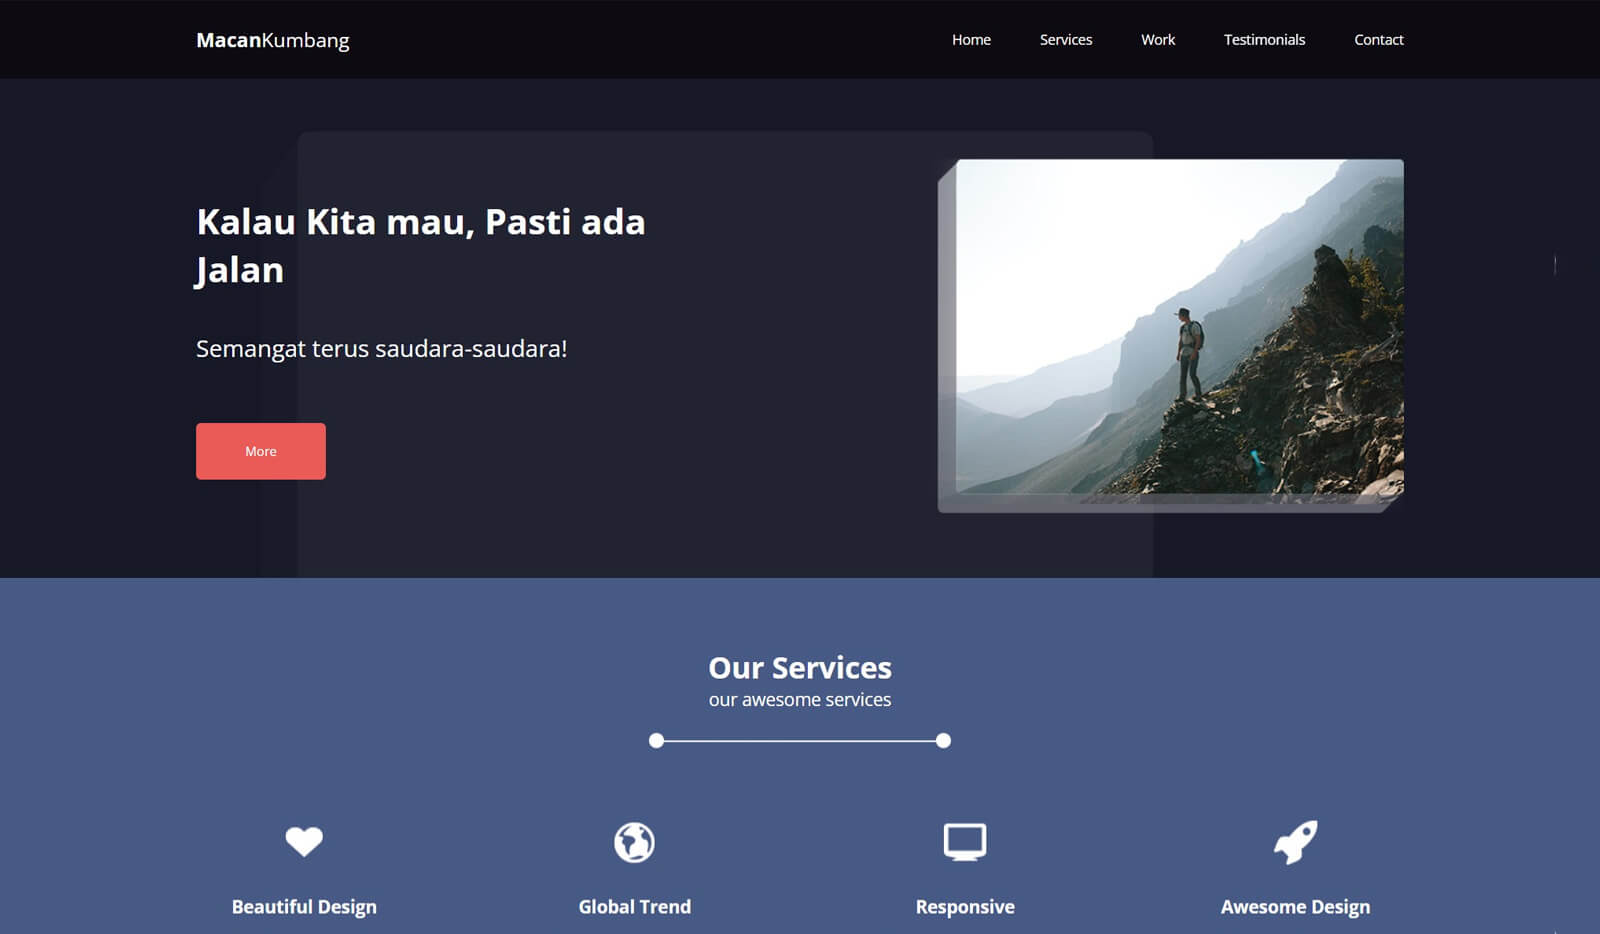 MacanKumbang
Home Services Work Testimonials Contact
Kalau Kita mau, Pasti ada
Jalan
Semangat terus saudara-saudara!
More
Our Services
our awesome services
Beautiful Design
Global Trend
Responsive
Awesome Design